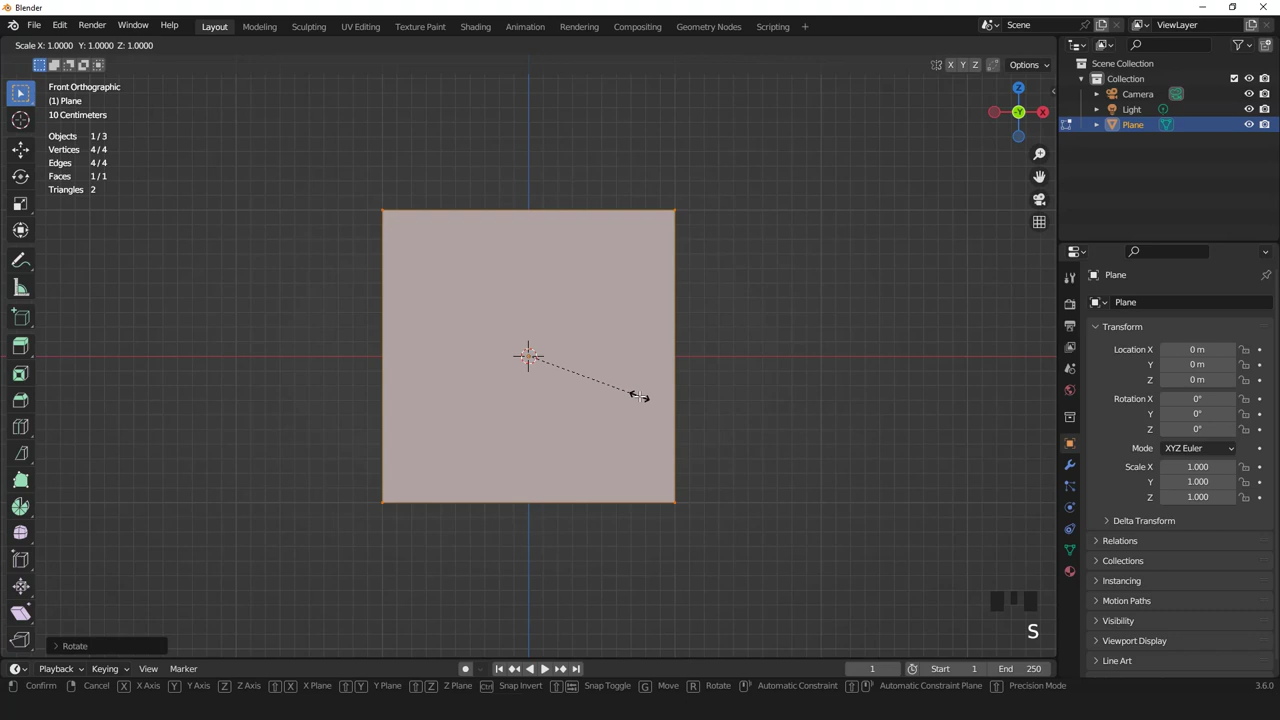 Blender
File Edit Render Window Help Layout Modeling Sculpting UV Editing Texture Paint Shading Animation Rendering Compositing Geometry Nodes Scripting Scene ViewLayer
Scale X: 1.0000 Y: 1.0000 Z: 1.0000
X Y Z Options
Scene Collection
Collection
Camera
Light
Plane
Front Orthographic
(1) Plane
10 Centimeters
Objects 1/3
Vertices 4/4
Edges 4/4
Faces 1/1
Triangles 2
Z
X
-Y
Plane
Plane
Transform
Location X 0 m
Y 0 m
Z 0 m
Rotation X 0°
Y 0°
Z 0°
Mode XYZ Euler
Scale X 1.000
Y 1.000
Z 1.000
Delta Transform
Relations
Collections
Instancing
Motion Paths
Visibility
Viewport Display
Line Art
S
Rotate
Playback Keying View Marker 1 Start 1 End 250
Confirm Cancel X X Axis Y Y Axis Z Z Axis X X Plane Y Y Plane Z Z Plane Ctrl Snap Invert Snap Toggle G Move R Rotate Automatic Constraint Automatic Constraint Plane Precision Mode 3.6.0